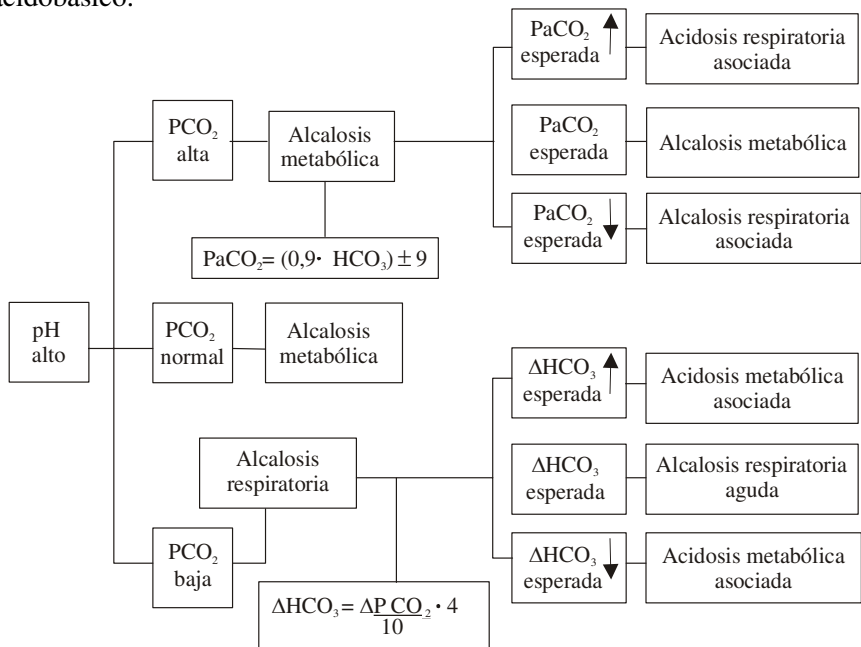 acidobásico.
PaCO₂
esperada
Acidosis respiratoria
asociada
PCO₂
alta
Alcalosis
metabólica
PaCO₂
esperada
Alcalosis metabólica
PaCO₂
esperada
Alcalosis respiratoria
asociada
PaCO₂= (0,9· HCO₃) ± 9
pH
alto
PCO₂
normal
Alcalosis
metabólica
ΔHCO₃
esperada
Acidosis metabólica
asociada
Alcalosis
respiratoria
ΔHCO₃
esperada
Alcalosis respiratoria
aguda
PCO₂
baja
ΔHCO₃
esperada
Acidosis metabólica
asociada
ΔHCO₃= ΔP CO₂ · 4
10